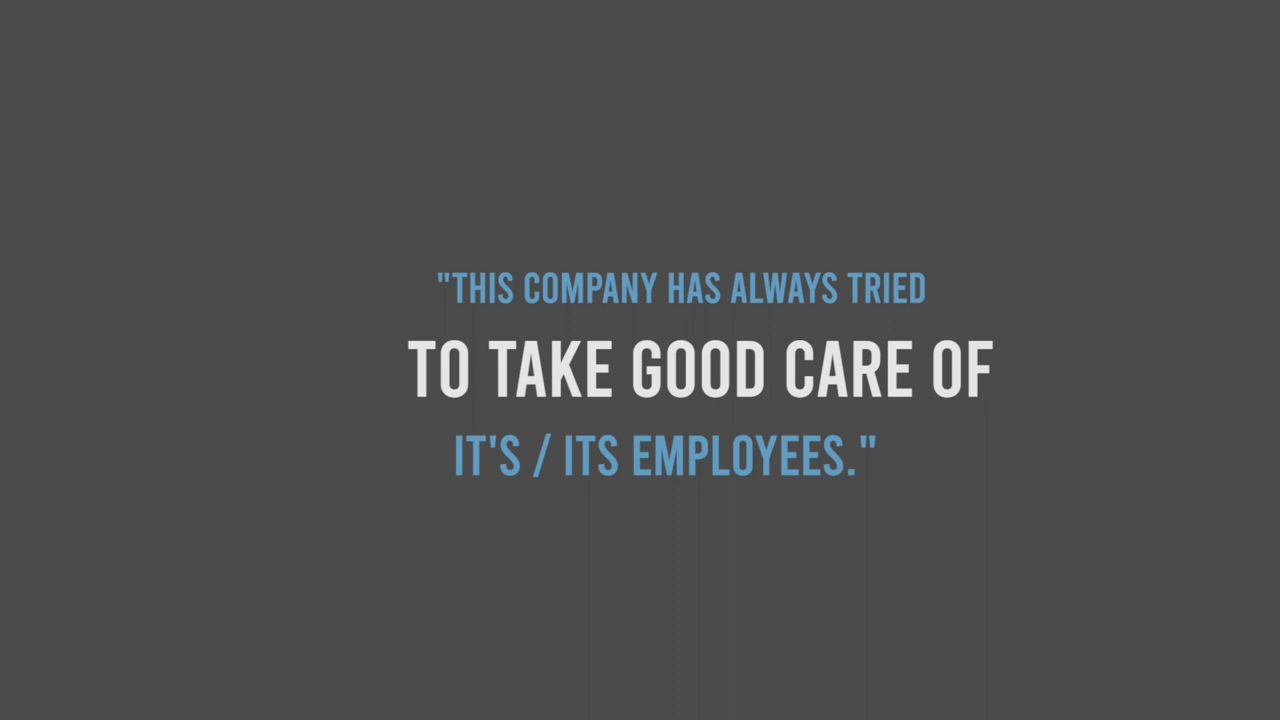 "THIS COMPANY HAS ALWAYS TRIED
TO TAKE GOOD CARE OF
IT'S / ITS EMPLOYEES."